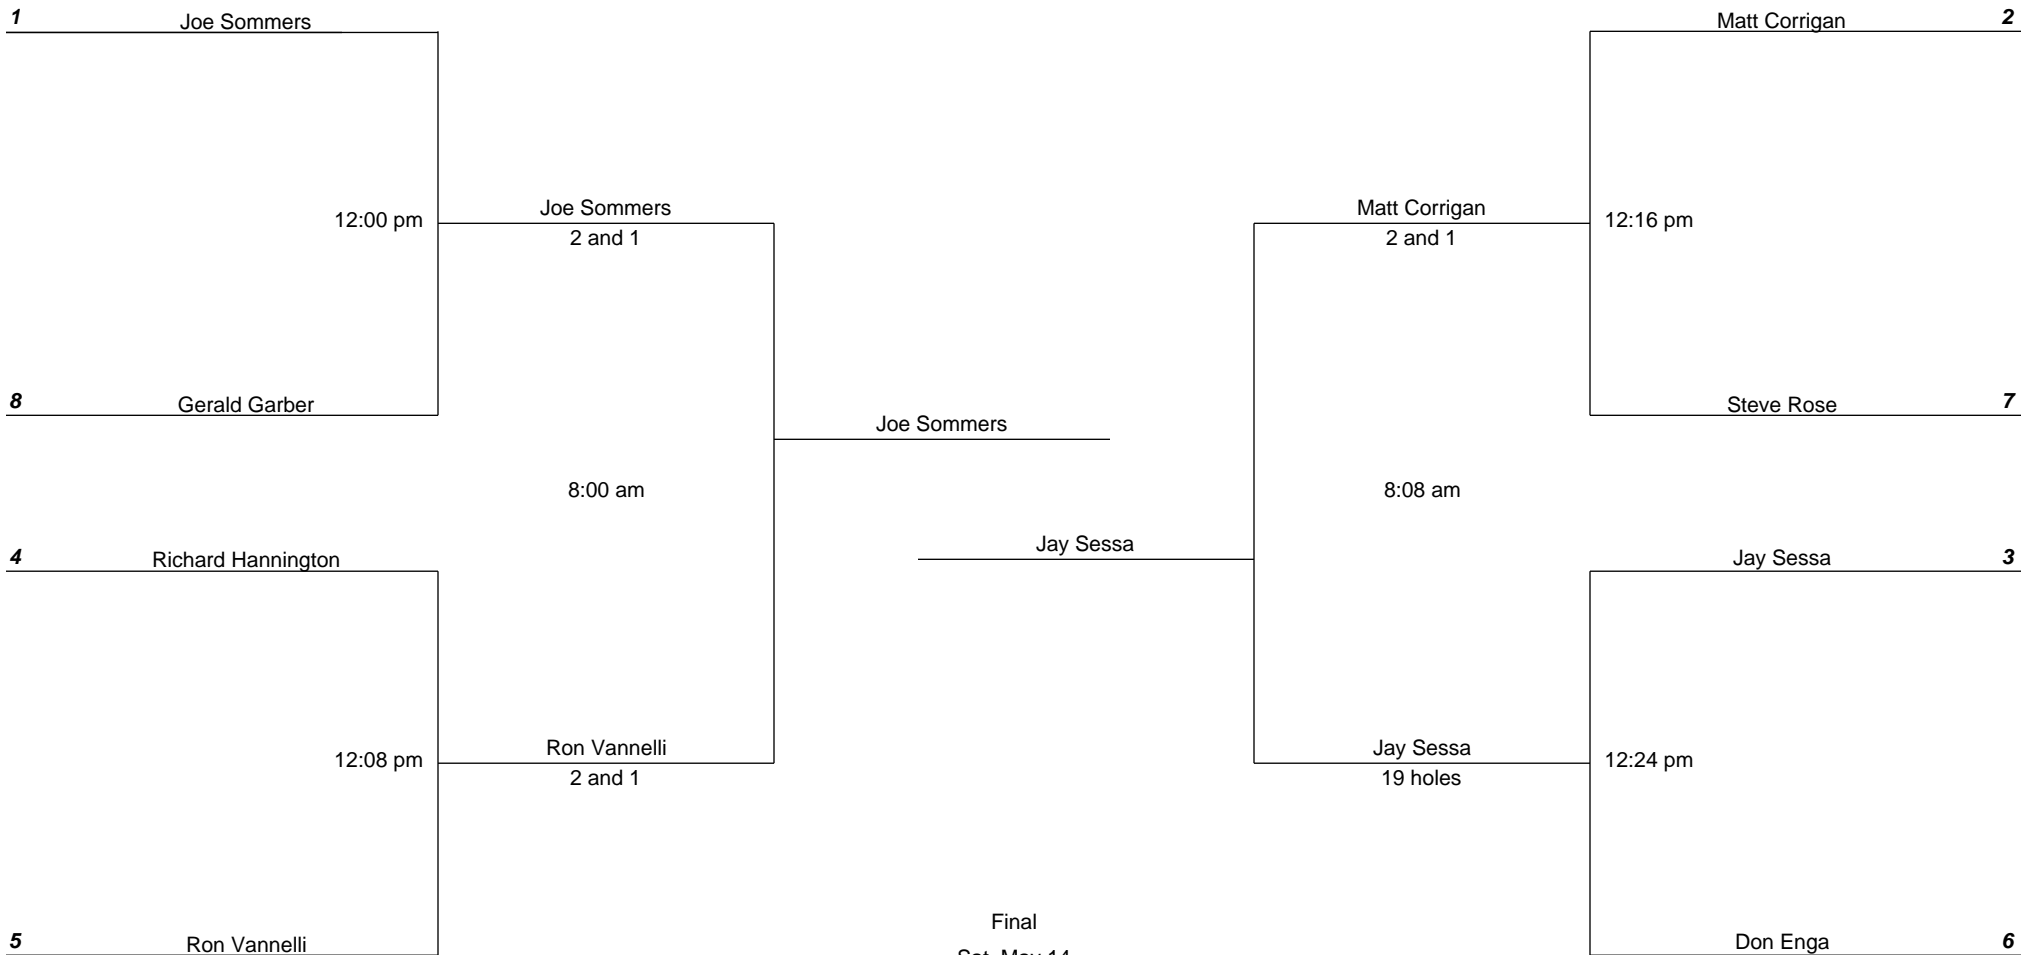 1 Joe Sommers
Matt Corrigan 2
Joe Sommers
Matt Corrigan
12:00 pm
12:16 pm
2 and 1
2 and 1
8 Gerald Garber
Steve Rose 7
Joe Sommers
8:00 am
8:08 am
Jay Sessa
4 Richard Hannington
Jay Sessa 3
Ron Vannelli
Jay Sessa
12:08 pm
12:24 pm
2 and 1
19 holes
Final
5 Ron Vannelli
Don Enga 6
Sat, May 14